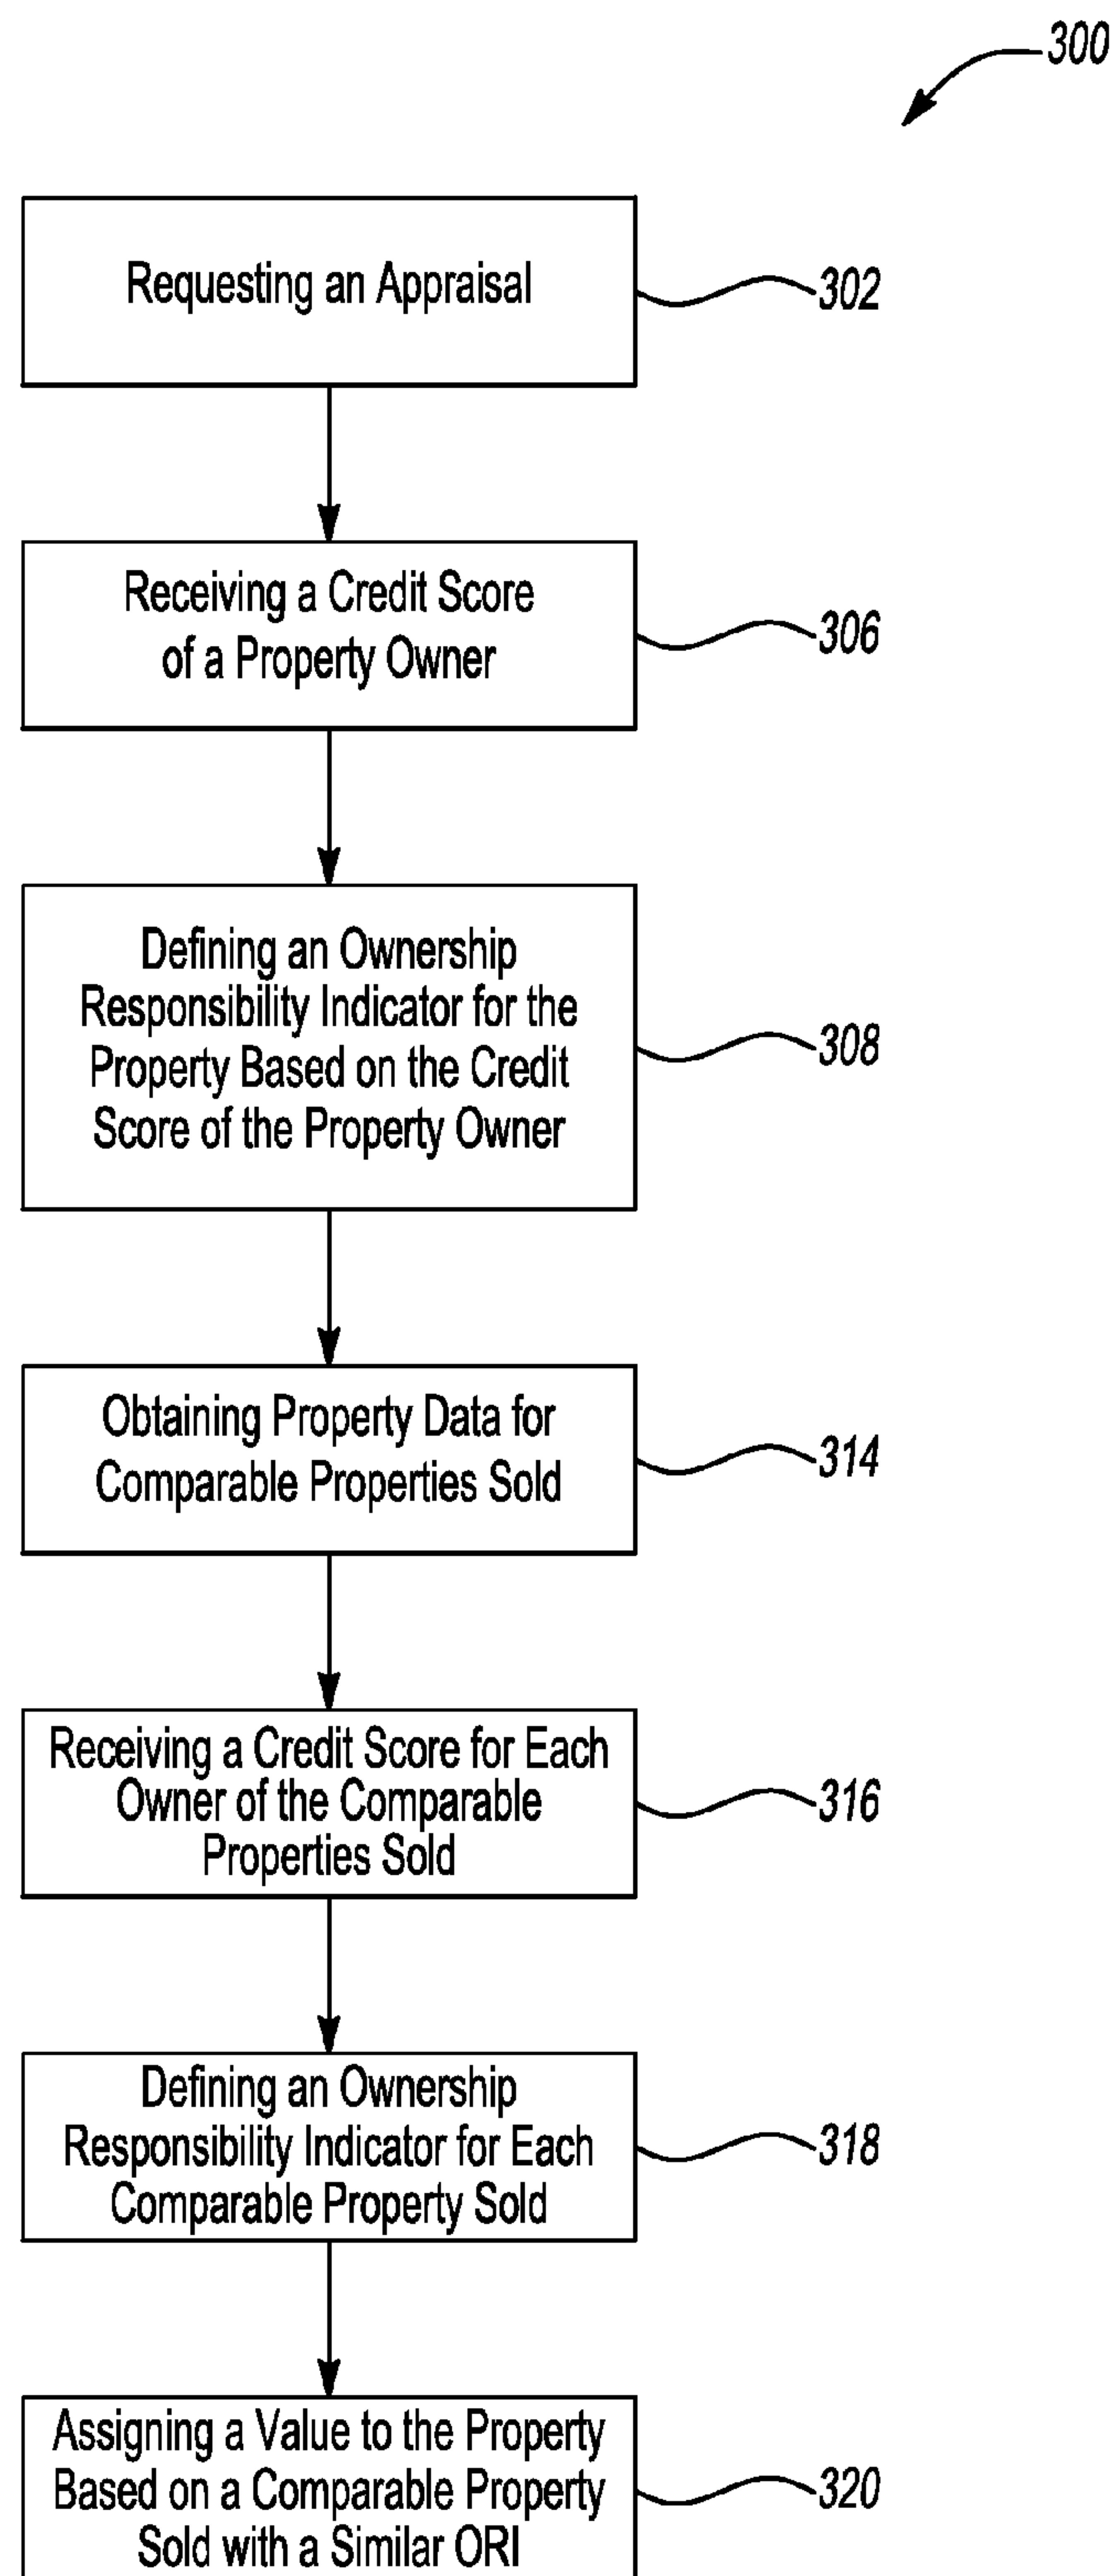 300
Requesting an Appraisal
302
Receiving a Credit Score
of a Property Owner
306
Defining an Ownership
Responsibility Indicator for the
Property Based on the Credit
Score of the Property Owner
308
Obtaining Property Data for
Comparable Properties Sold
314
Receiving a Credit Score for Each
Owner of the Comparable
Properties Sold
316
Defining an Ownership
Responsibility Indicator for Each
Comparable Property Sold
318
Assigning a Value to the Property
Based on a Comparable Property
Sold with a Similar ORI
320